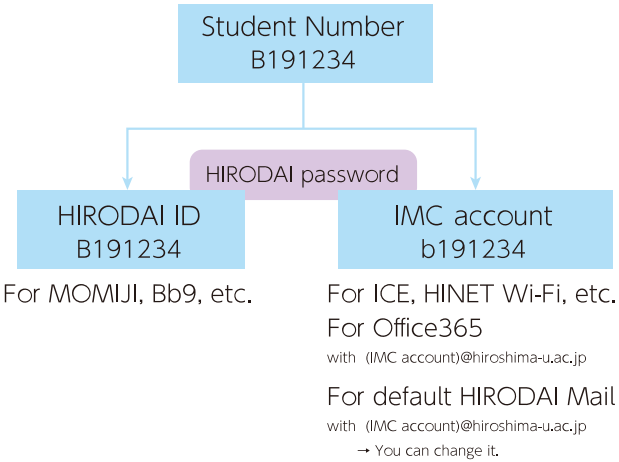 Student Number
B191234
HIRODAI password
HIRODAI ID
B191234
For MOMIJI, Bb9, etc.
IMC account
b191234
For ICE, HINET Wi-Fi, etc.
For Office365
with (IMC account)@hiroshima-u.ac.jp
For default HIRODAI Mail
with (IMC account)@hiroshima-u.ac.jp
→ You can change it.